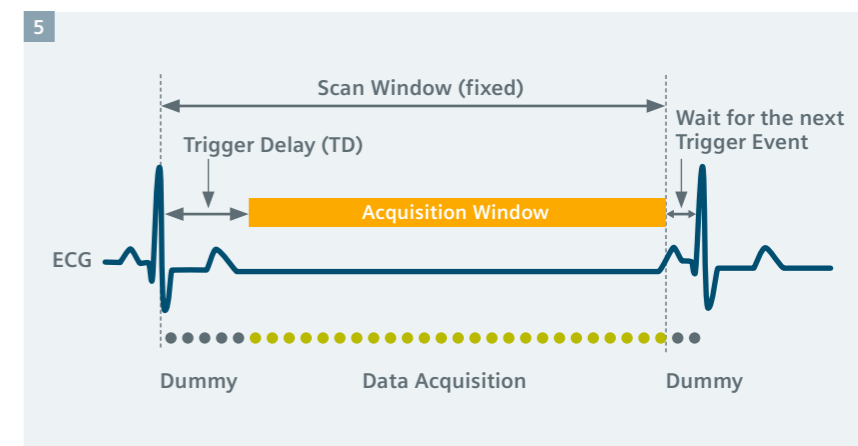 5
Scan Window (fixed)
Wait for the next
Trigger Event
Trigger Delay (TD)
Acquisition Window
ECG
Dummy
Data Acquisition
Dummy